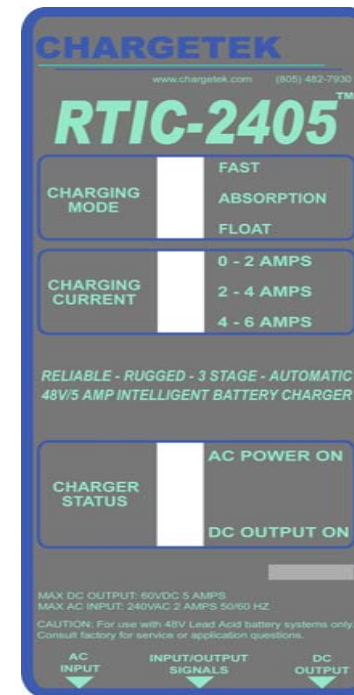 CHARGETEK
www.chargetek.com (805) 482-7930
RTIC-2405™
CHARGING MODE
FAST
ABSORPTION
FLOAT
CHARGING CURRENT
0 - 2 AMPS
2 - 4 AMPS
4 - 6 AMPS
RELIABLE - RUGGED - 3 STAGE - AUTOMATIC
48V/5 AMP INTELLIGENT BATTERY CHARGER
CHARGER STATUS
AC POWER ON
DC OUTPUT ON
MAX DC OUTPUT: 60VDC 5 AMPS
MAX AC INPUT: 240VAC 2 AMPS 50/60 HZ
CAUTION: For use with 48V Lead Acid battery systems only.
Consult factory for service or application questions.
AC INPUT
INPUT/OUTPUT SIGNALS
DC OUTPUT